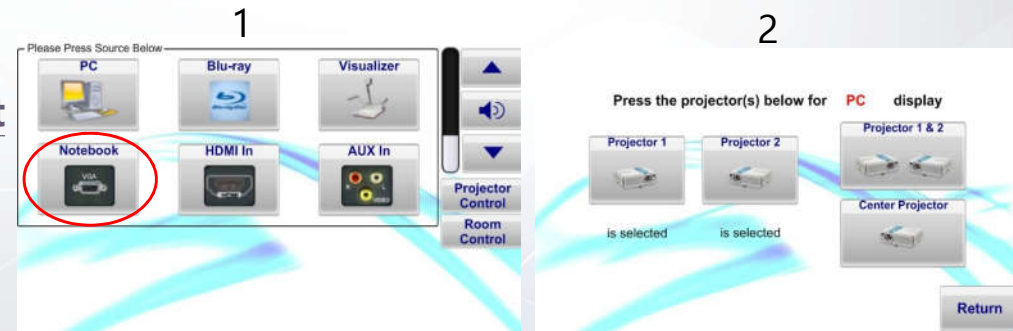 1
Please Press Source Below
PC
Blu-ray
Visualizer
Notebook
HDMI In
AUX In
VGA
VIDEO
Projector
Control
Room
Control
2
Press the projector(s) below for PC display
Projector 1
Projector 2
Projector 1 & 2
is selected
is selected
Center Projector
Return